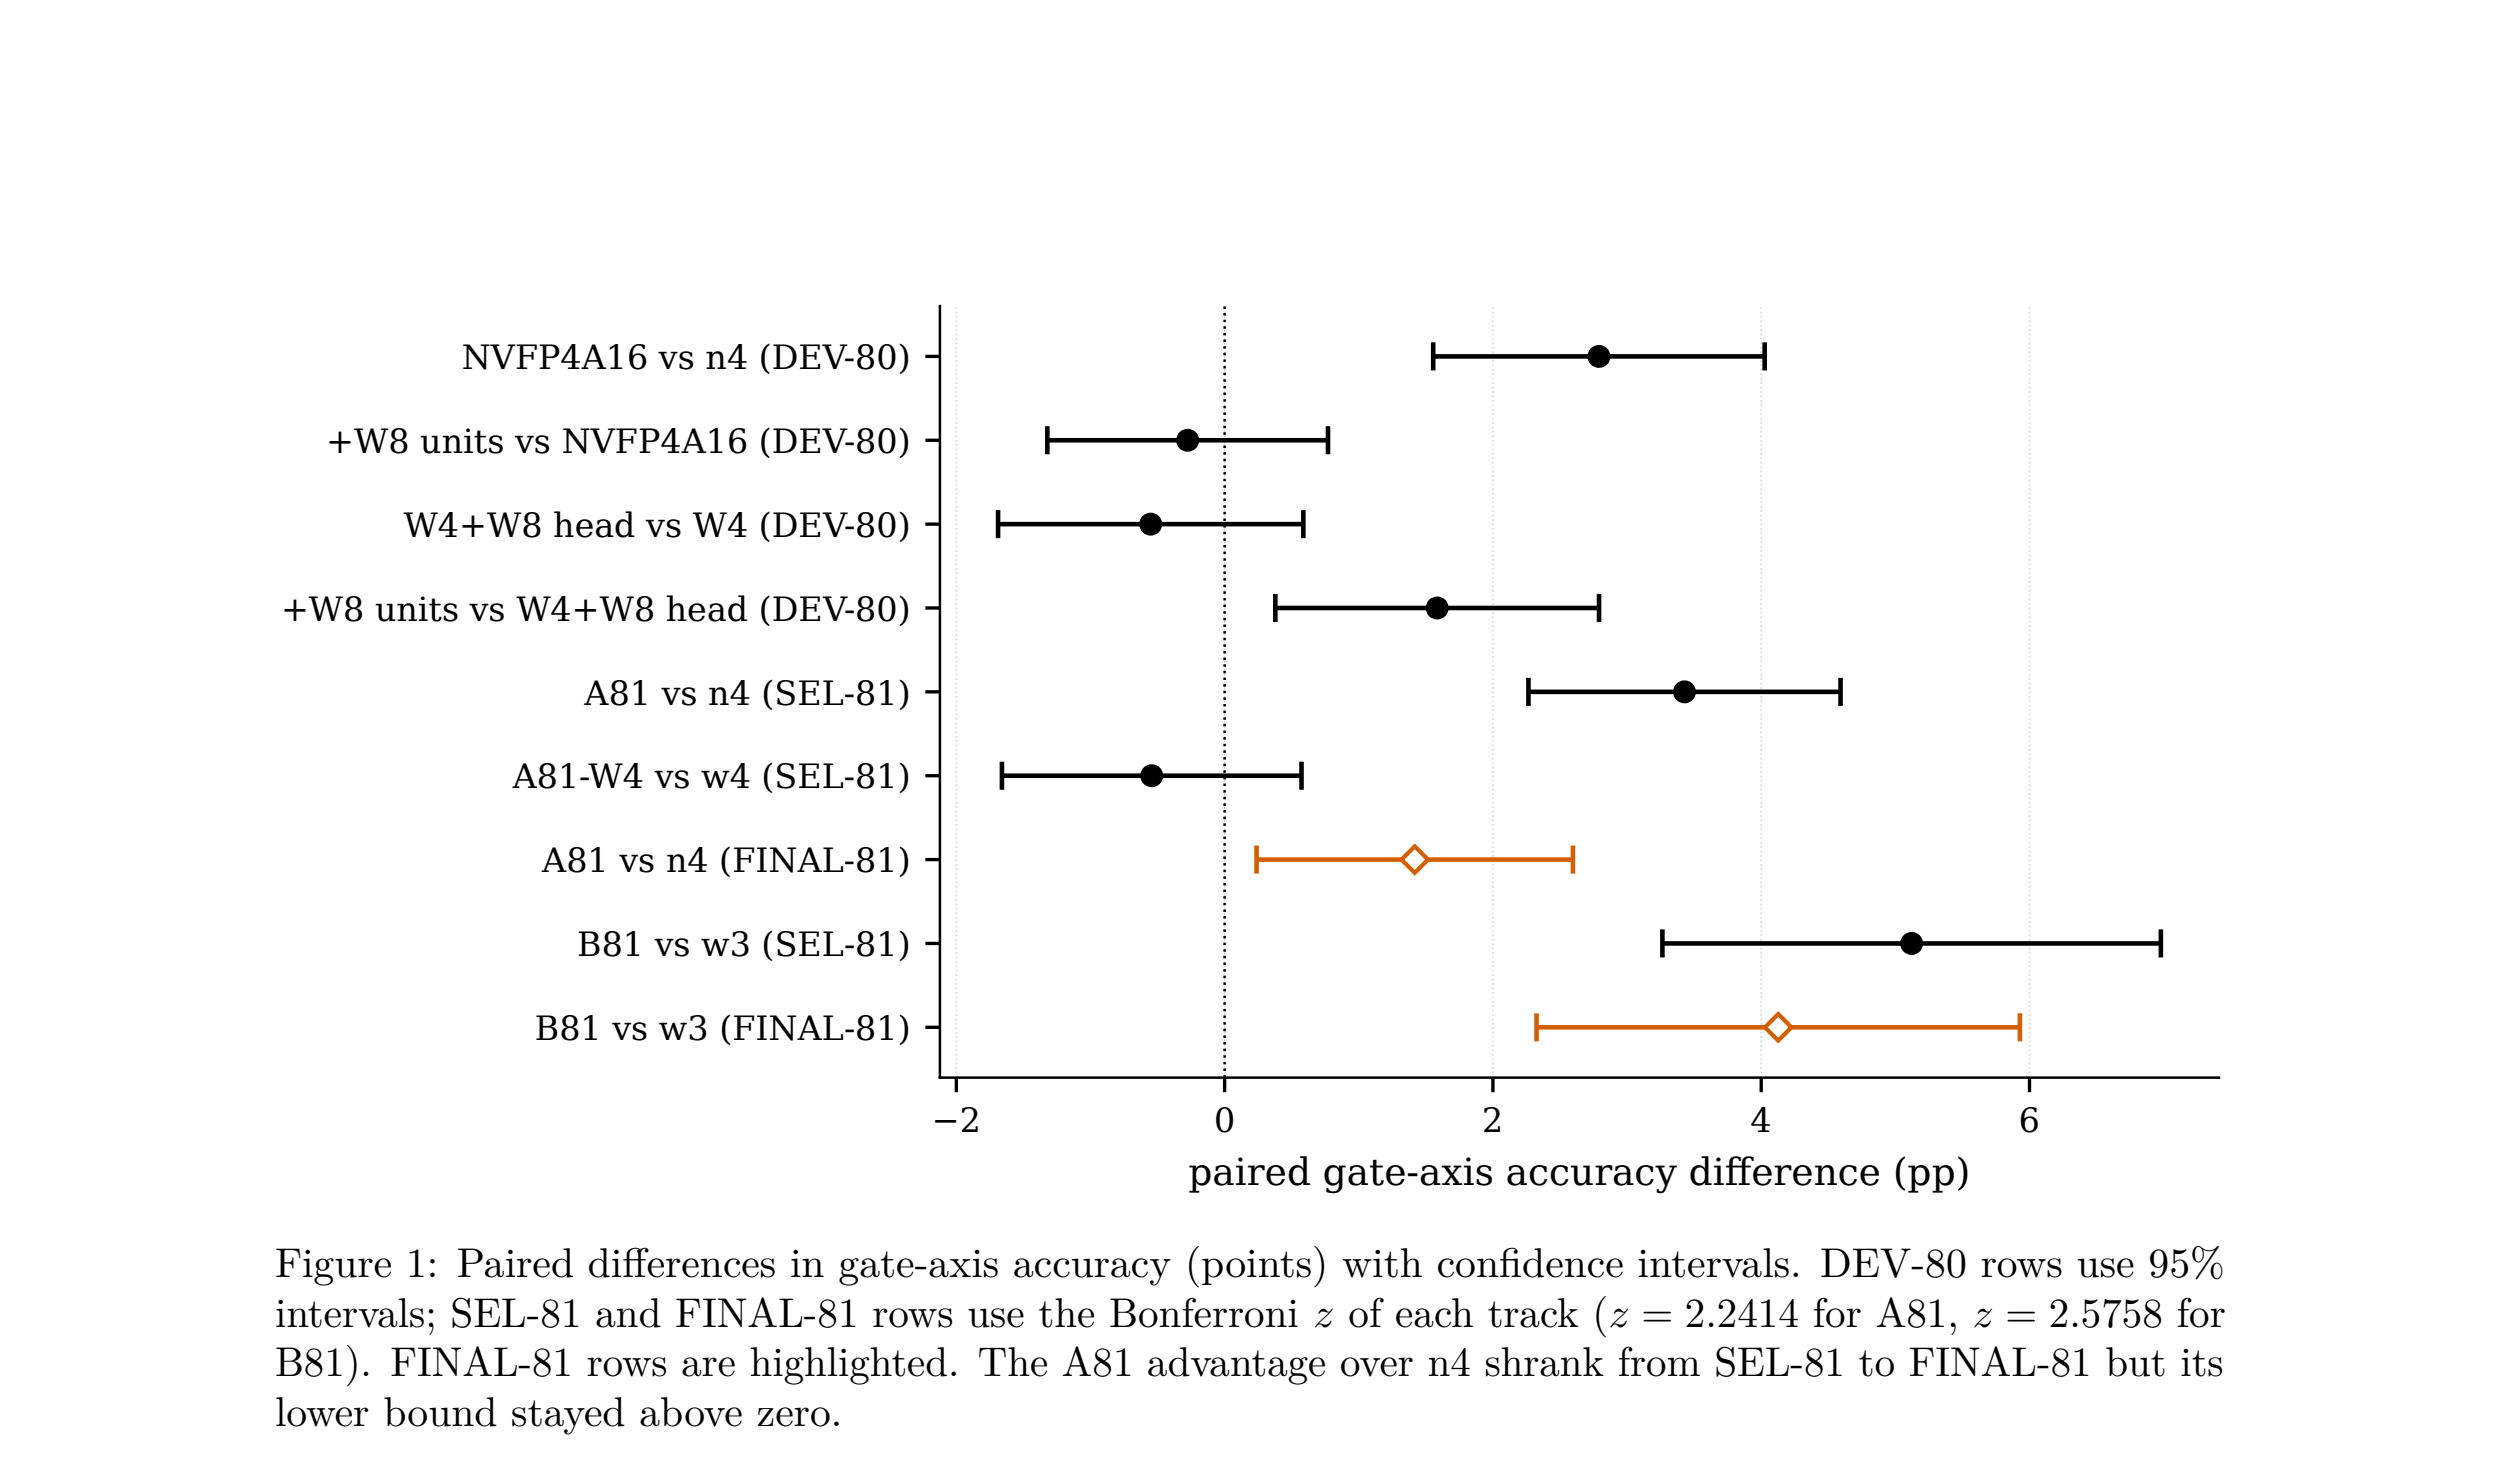 NVFP4A16 vs n4 (DEV-80)
+W8 units vs NVFP4A16 (DEV-80)
W4+W8 head vs W4 (DEV-80)
+W8 units vs W4+W8 head (DEV-80)
A81 vs n4 (SEL-81)
A81-W4 vs w4 (SEL-81)
A81 vs n4 (FINAL-81)
B81 vs w3 (SEL-81)
B81 vs w3 (FINAL-81)
−2 0 2 4 6
paired gate-axis accuracy difference (pp)
Figure 1: Paired differences in gate-axis accuracy (points) with confidence intervals. DEV-80 rows use 95%
intervals; SEL-81 and FINAL-81 rows use the Bonferroni z of each track (z = 2.2414 for A81, z = 2.5758 for
B81). FINAL-81 rows are highlighted. The A81 advantage over n4 shrank from SEL-81 to FINAL-81 but its
lower bound stayed above zero.